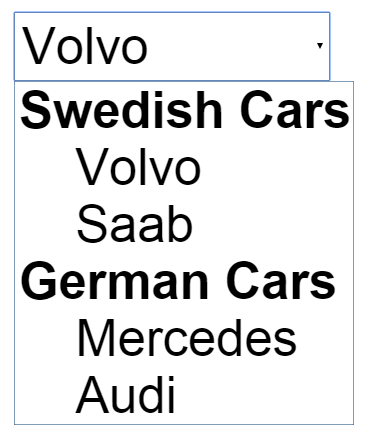 Volvo
Swedish Cars
Volvo
Saab
German Cars
Mercedes
Audi